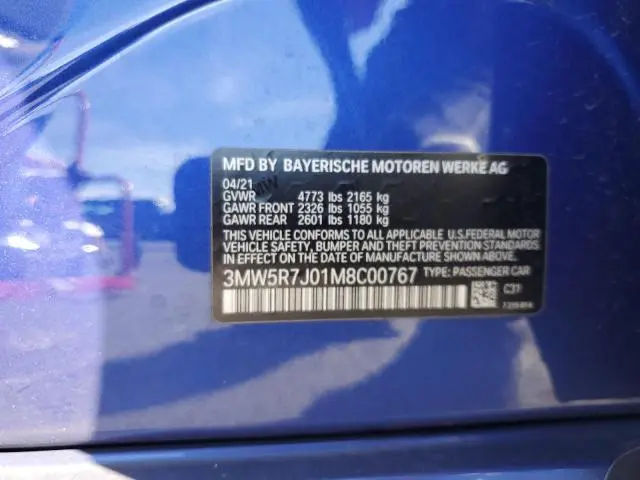 MFD BY BAYERISCHE MOTOREN WERKE AG
04/21
GVWR 4773 lbs 2165 kg
GAWR FRONT 2326 lbs 1055 kg
GAWR REAR 2601 lbs 1180 kg
THIS VEHICLE CONFORMS TO ALL APPLICABLE U.S.FEDERAL MOTOR
VEHICLE SAFETY, BUMPER AND THEFT PREVENTION STANDARDS IN
EFFECT ON THE DATE OF MANUFACTURE SHOWN ABOVE.
3MW5R7J01M8C00767 TYPE: PASSENGER CAR
C31